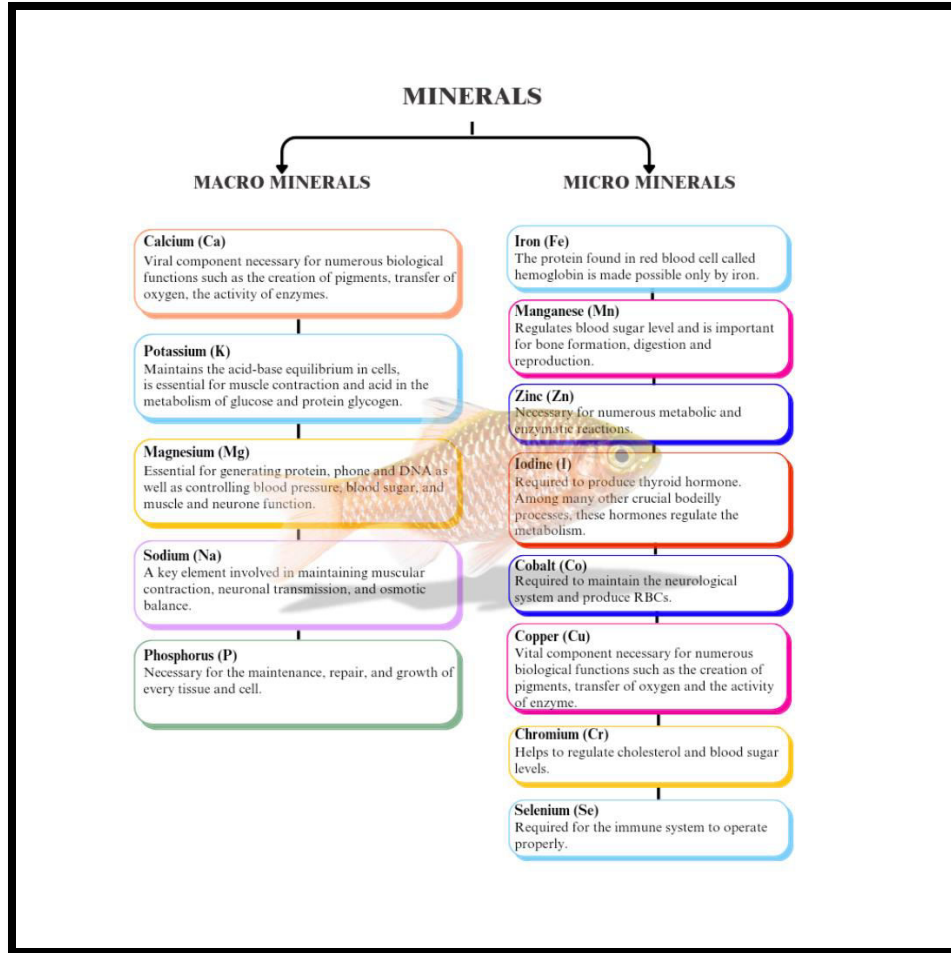 MINERALS
MACRO MINERALS
Calcium (Ca)
Viral component necessary for numerous biological
functions such as the creation of pigments, transfer of
oxygen, the activity of enzymes.
Potassium (K)
Maintains the acid-base equilibrium in cells,
is essential for muscle contraction and acid in the
metabolism of glucose and protein glycogen.
Magnesium (Mg)
Essential for generating protein, phone and DNA as
well as controlling blood pressure, blood sugar, and
muscle and neurone function.
Sodium (Na)
A key element involved in maintaining muscular
contraction, neuronal transmission, and osmotic
balance.
Phosphorus (P)
Necessary for the maintenance, repair, and growth of
every tissue and cell.
MICRO MINERALS
Iron (Fe)
The protein found in red blood cell called
hemoglobin is made possible only by iron.
Manganese (Mn)
Regulates blood sugar level and is important
for bone formation, digestion and
reproduction.
Zinc (Zn)
Necessary for numerous metabolic and
enzymatic reactions.
Iodine (I)
Required to produce thyroid hormone.
Among many other crucial bodeilly
processes, these hormones regulate the
metabolism.
Cobalt (Co)
Required to maintain the neurological
system and produce RBCs.
Copper (Cu)
Vital component necessary for numerous
biological functions such as the creation of
pigments, transfer of oxygen and the activity
of enzyme.
Chromium (Cr)
Helps to regulate cholesterol and blood sugar
levels.
Selenium (Se)
Required for the immune system to operate
properly.